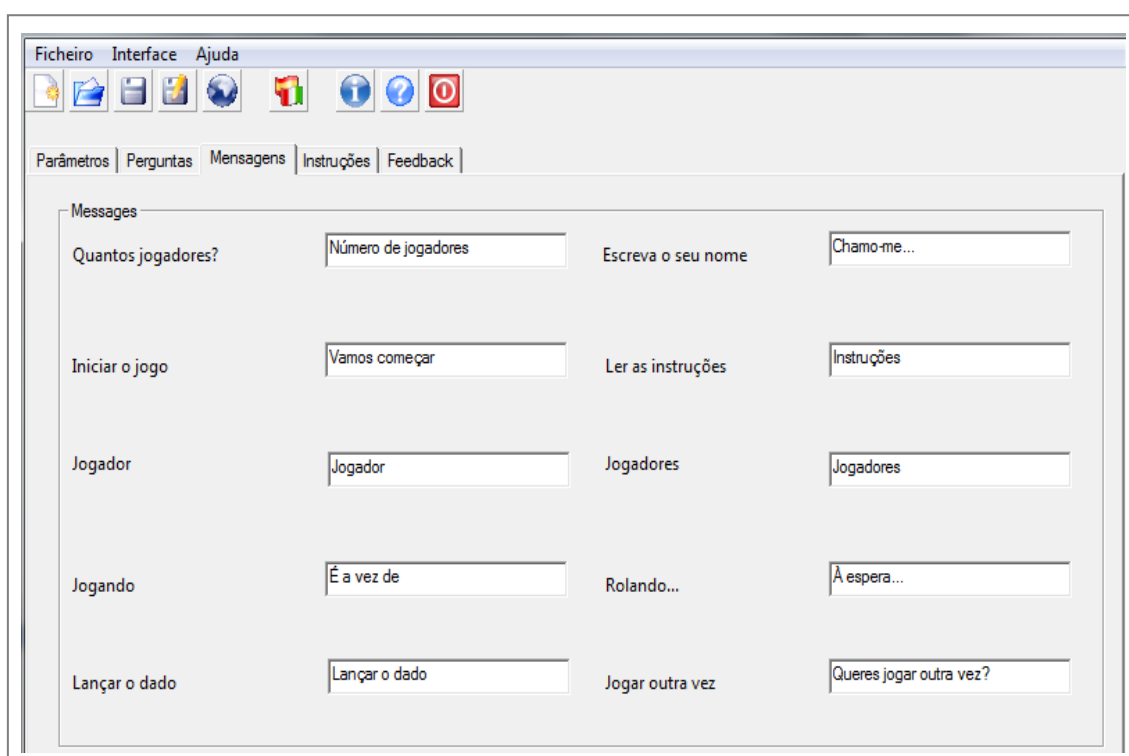 Ficheiro Interface Ajuda
Parâmetros Perguntas Mensagens Instruções Feedback
Messages
Quantos jogadores? Número de jogadores Escreva o seu nome Chamo-me...
Iniciar o jogo Vamos começar Ler as instruções Instruções
Jogador Jogador Jogadores Jogadores
Jogando É a vez de Rolando... À espera...
Lançar o dado Lançar o dado Jogar outra vez Queres jogar outra vez?